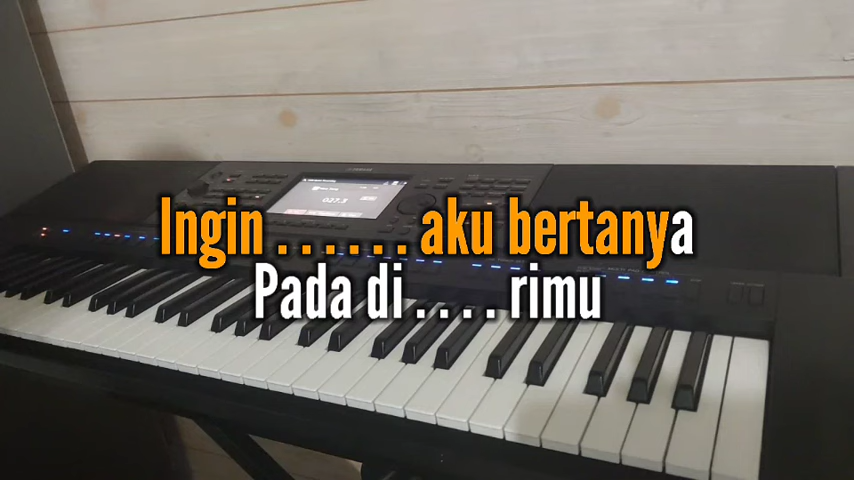 Ingin . . . . . . aku bertanya
Pada di . . . . rimu